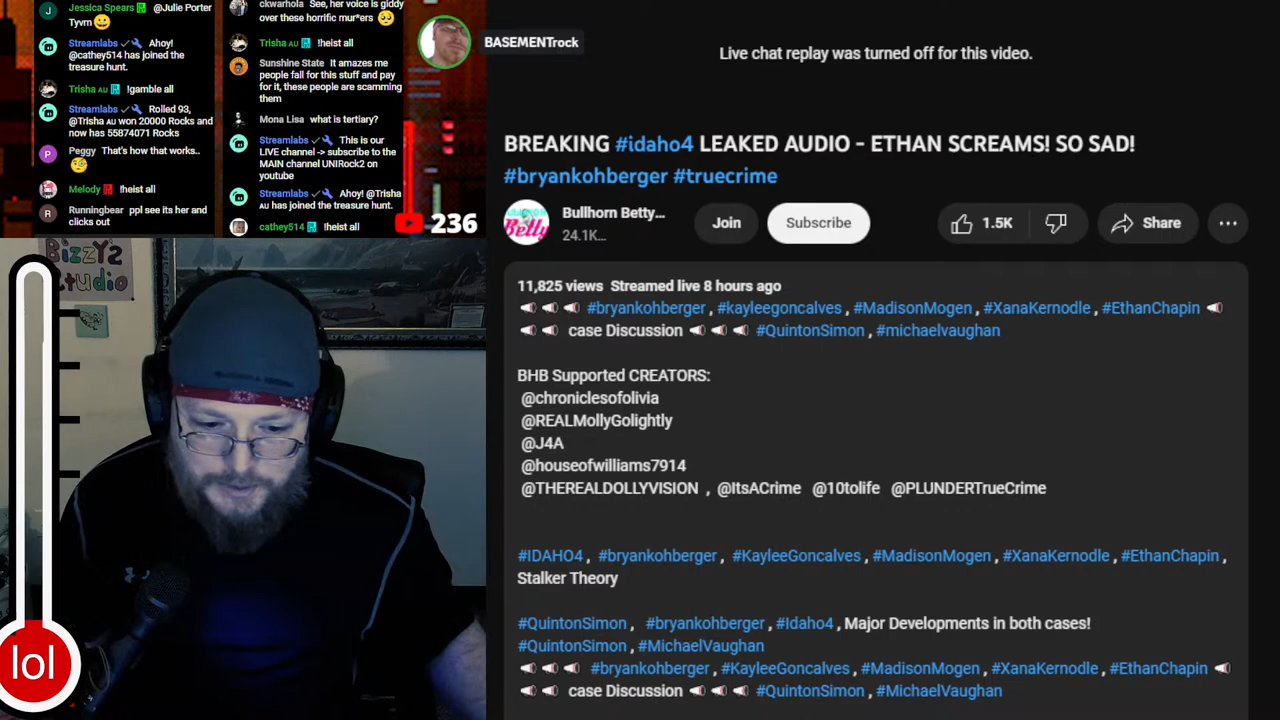 Jessica Spears @Julie Porter
Tyvm
Streamlabs Ahoy!
@cathey514 has joined the
treasure hunt.
Trisha AU !gamble all
Streamlabs Rolled 93,
@Trisha AU won 20000 Rocks and
now has 55874071 Rocks
Peggy That's how that works..
Melody !heist all
Runningbear ppl see its her and
clicks out
ckwarhola See, her voice is giddy
over these horrific mur*ers
Trisha AU !heist all
Sunshine State It amazes me
people fall for this stuff and pay
for it, these people are scamming
them
Mona Lisa what is tertiary?
Streamlabs This is our
LIVE channel -> subscribe to the
MAIN channel UNIRock2 on
youtube
Streamlabs Ahoy! @Trisha
AU has joined the treasure hunt.
cathey514 !heist all
236
BASEMENTrock
BizzY'S
Studio
lol
Live chat replay was turned off for this video.
BREAKING #idaho4 LEAKED AUDIO - ETHAN SCREAMS! SO SAD!
#bryankohberger #truecrime
Bullhorn Betty...
24.1K...
Join
Subscribe
1.5K
Share
11,825 views Streamed live 8 hours ago
#bryankohberger , #kayleegoncalves , #MadisonMogen , #XanaKernodle , #EthanChapin
case Discussion #QuintonSimon , #michaelvaughan
BHB Supported CREATORS:
@chroniclesofolivia
@REALMollyGolightly
@J4A
@houseofwilliams7914
@THEREALDOLLYVISION , @ItsACrime @10tolife @PLUNDERTrueCrime
#IDAHO4 , #bryankohberger , #KayleeGoncalves , #MadisonMogen , #XanaKernodle , #EthanChapin ,
Stalker Theory
#QuintonSimon , #bryankohberger , #Idaho4 , Major Developments in both cases!
#QuintonSimon , #MichaelVaughan
#bryankohberger , #KayleeGoncalves , #MadisonMogen , #XanaKernodle , #EthanChapin
case Discussion #QuintonSimon , #MichaelVaughan